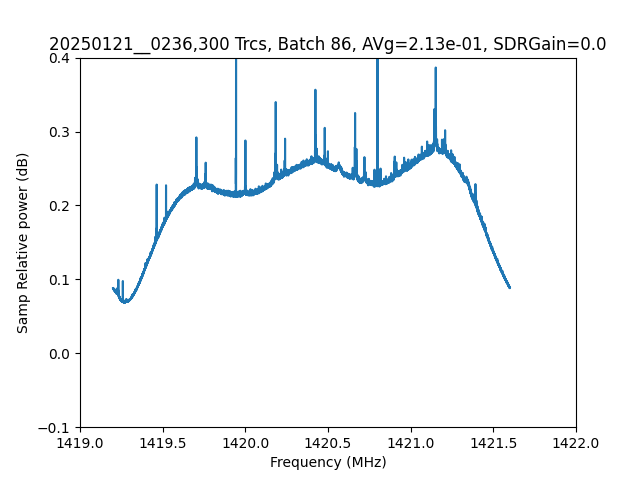 20250121__0236,300 Trcs, Batch 86, AVg=2.13e-01, SDRGain=0.0
0.4
0.3
0.2
0.1
0.0
−0.1
Samp Relative power (dB)
1419.0 1419.5 1420.0 1420.5 1421.0 1421.5 1422.0
Frequency (MHz)